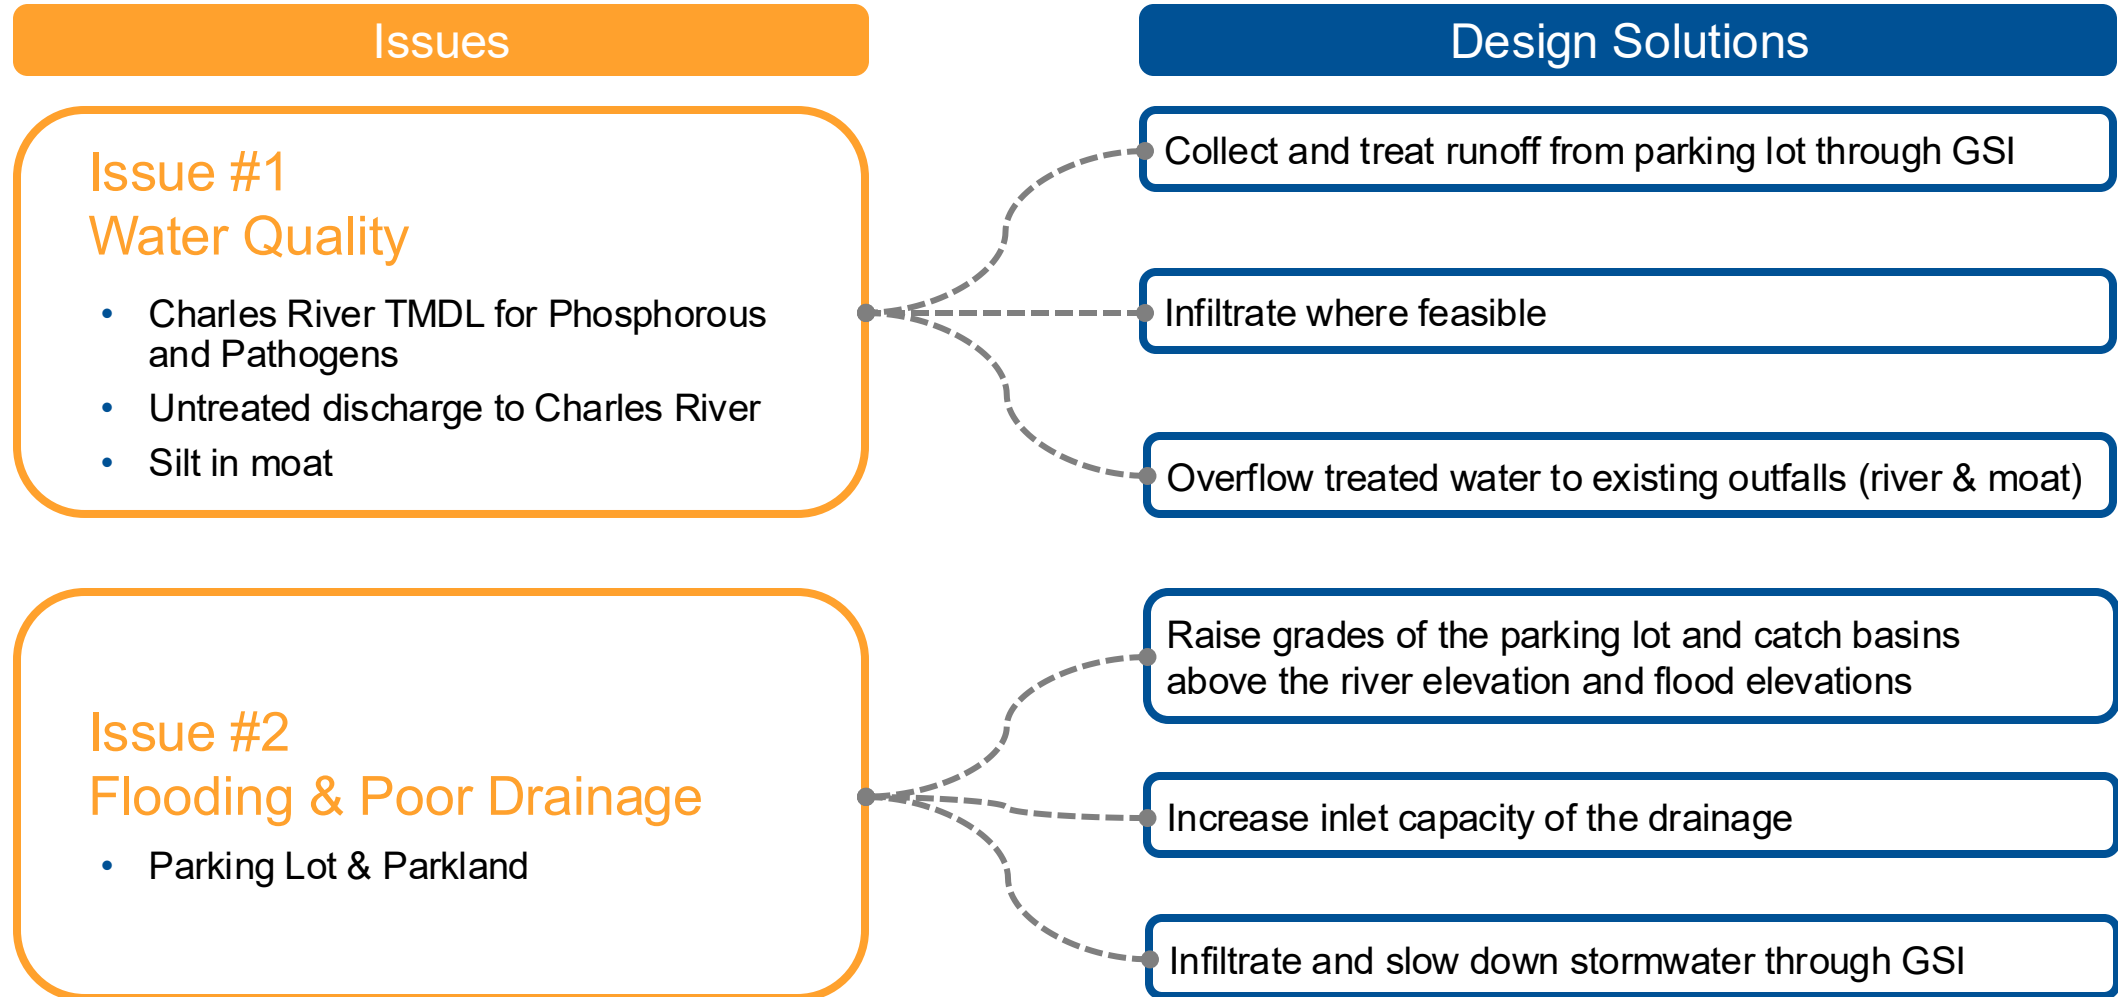 Issues
Design Solutions
Issue #1
Water Quality
• Charles River TMDL for Phosphorous
and Pathogens
• Untreated discharge to Charles River
• Silt in moat
Collect and treat runoff from parking lot through GSI
Infiltrate where feasible
Overflow treated water to existing outfalls (river & moat)
Issue #2
Flooding & Poor Drainage
• Parking Lot & Parkland
Raise grades of the parking lot and catch basins
above the river elevation and flood elevations
Increase inlet capacity of the drainage
Infiltrate and slow down stormwater through GSI